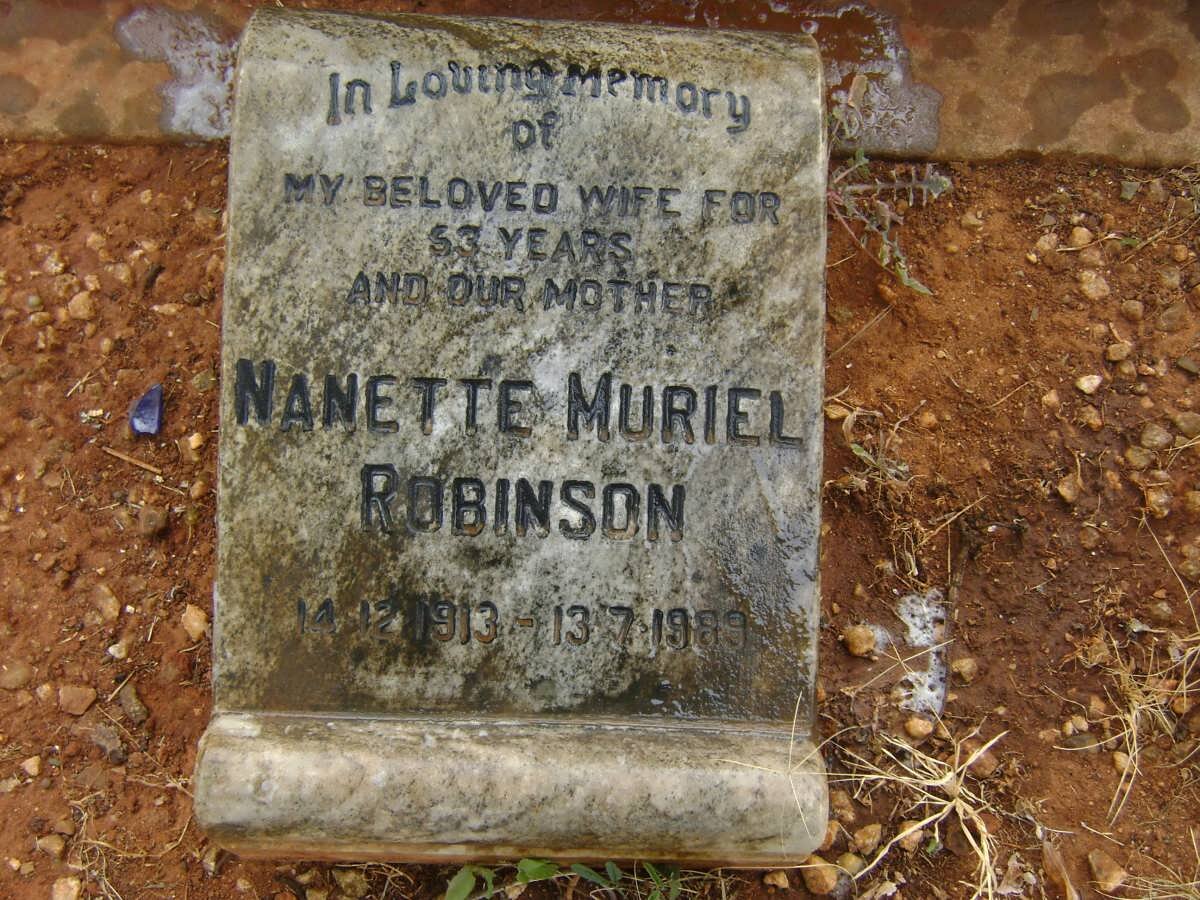 In Loving Memory
of
MY BELOVED WIFE FOR
53 YEARS
AND OUR MOTHER
NANETTE MURIEL
ROBINSON
14 12 1913 - 13 7 1989